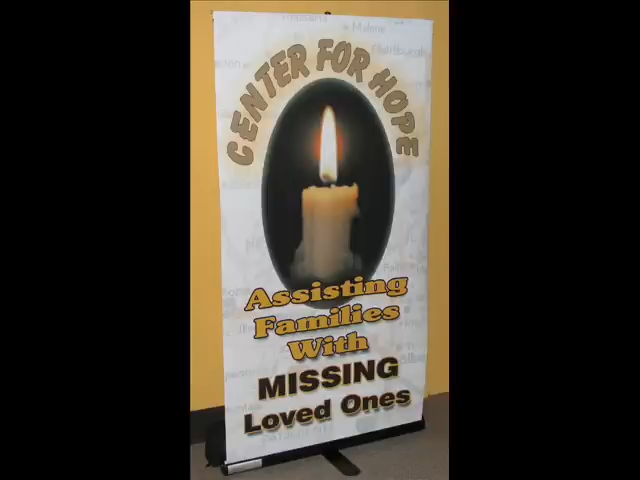 CENTER FOR HOPE
Assisting
Families
With
MISSING
Loved Ones